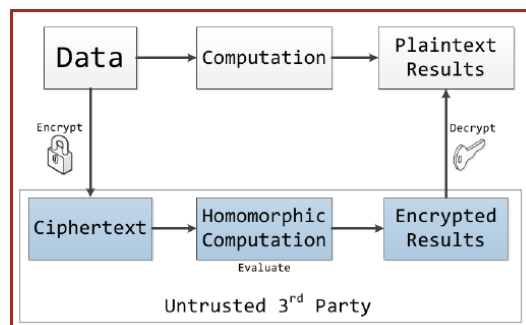 Data
Computation
Plaintext
Results
Encrypt
Decrypt
Ciphertext
Homomorphic
Computation
Encrypted
Results
Evaluate
Untrusted 3rd Party